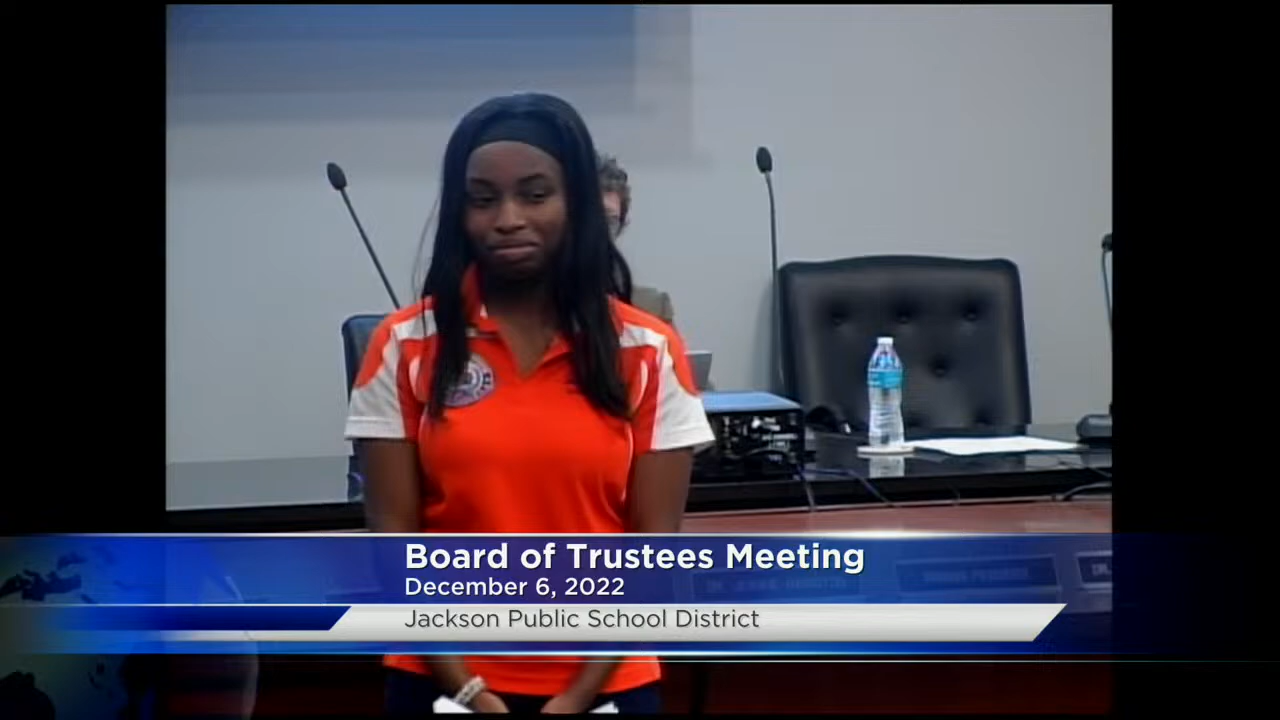 Board of Trustees Meeting
December 6, 2022
Jackson Public School District